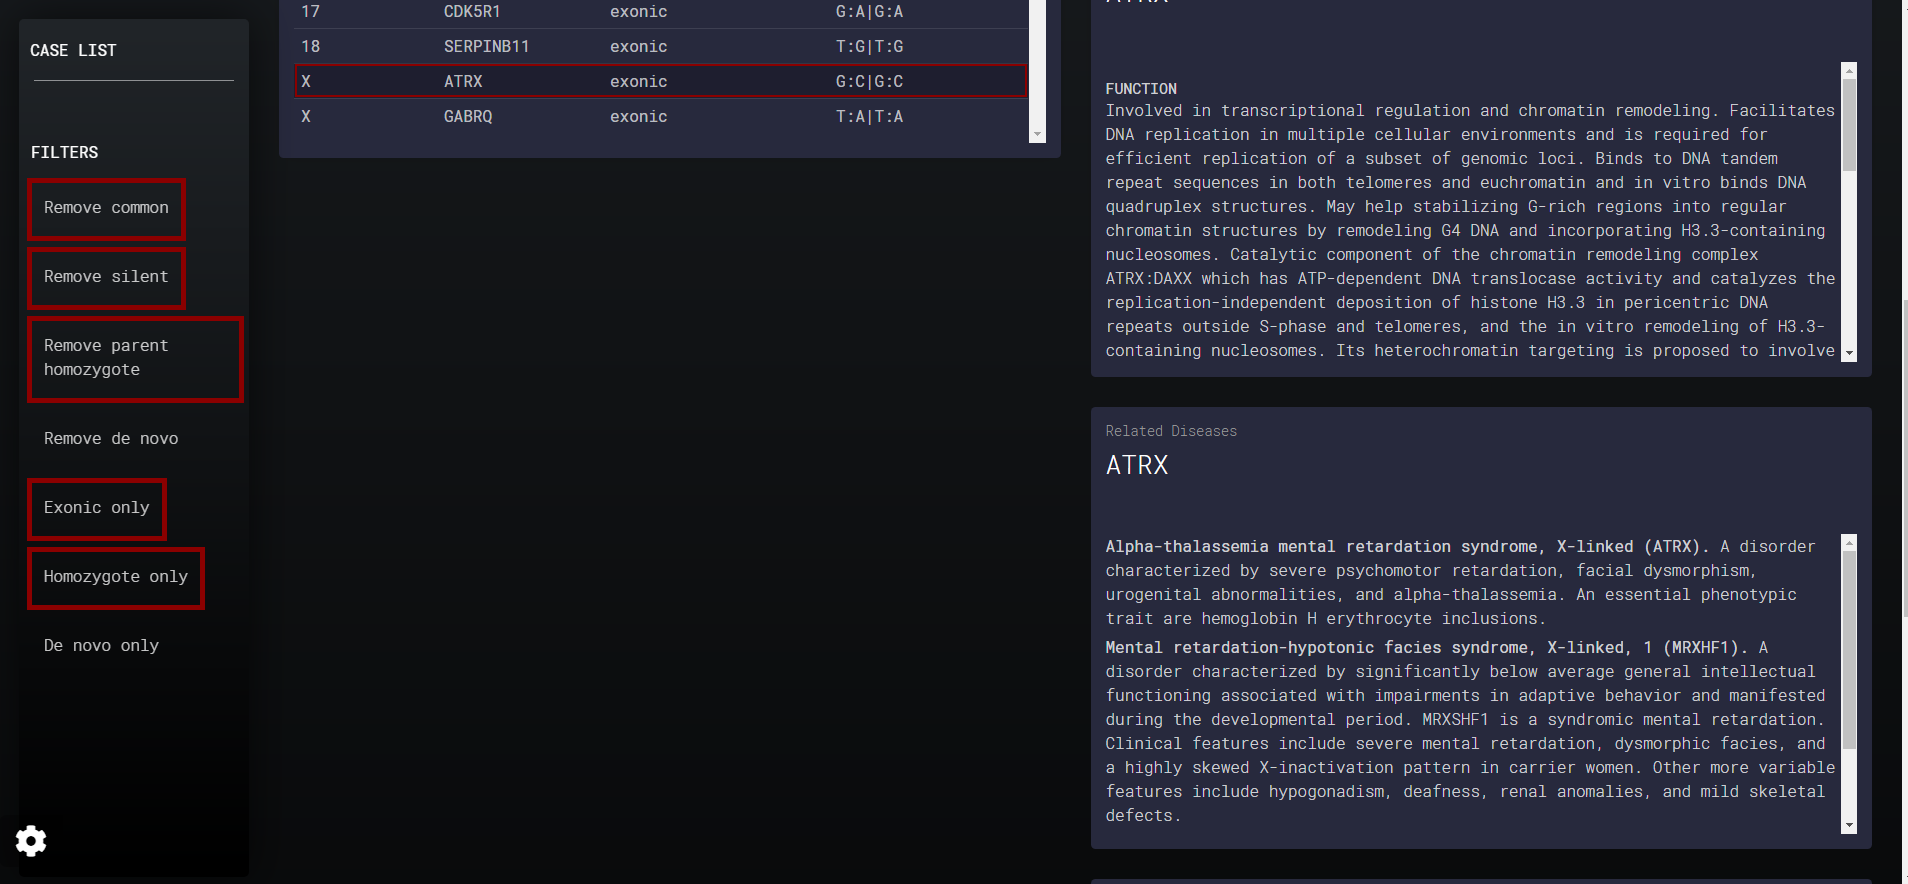 CASE LIST
FILTERS
Remove common
Remove silent
Remove parent
homozygote
Remove de novo
Exonic only
Homozygote only
De novo only
17 CDK5R1 exonic G:A|G:A
18 SERPINB11 exonic T:G|T:G
X ATRX exonic G:C|G:C
X GABRQ exonic T:A|T:A
FUNCTION
Involved in transcriptional regulation and chromatin remodeling. Facilitates
DNA replication in multiple cellular environments and is required for
efficient replication of a subset of genomic loci. Binds to DNA tandem
repeat sequences in both telomeres and euchromatin and in vitro binds DNA
quadruplex structures. May help stabilizing G-rich regions into regular
chromatin structures by remodeling G4 DNA and incorporating H3.3-containing
nucleosomes. Catalytic component of the chromatin remodeling complex
ATRX:DAXX which has ATP-dependent DNA translocase activity and catalyzes the
replication-independent deposition of histone H3.3 in pericentric DNA
repeats outside S-phase and telomeres, and the in vitro remodeling of H3.3-
containing nucleosomes. Its heterochromatin targeting is proposed to involve
Related Diseases
ATRX
Alpha-thalassemia mental retardation syndrome, X-linked (ATRX). A disorder
characterized by severe psychomotor retardation, facial dysmorphism,
urogenital abnormalities, and alpha-thalassemia. An essential phenotypic
trait are hemoglobin H erythrocyte inclusions.
Mental retardation-hypotonic facies syndrome, X-linked, 1 (MRXHF1). A
disorder characterized by significantly below average general intellectual
functioning associated with impairments in adaptive behavior and manifested
during the developmental period. MRXSHF1 is a syndromic mental retardation.
Clinical features include severe mental retardation, dysmorphic facies, and
a highly skewed X-inactivation pattern in carrier women. Other more variable
features include hypogonadism, deafness, renal anomalies, and mild skeletal
defects.